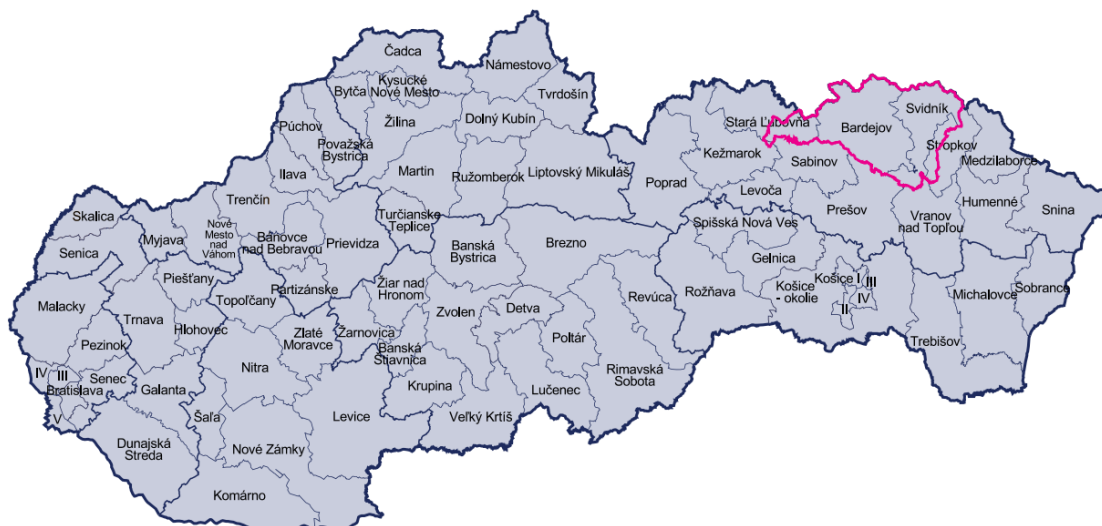 Čadca
Námestovo
Kysucké
Nové Mesto
Bytča
Tvrdošín
Svidník
Dolný Kubín
Stará Ľubovňa
Žilina
Púchov
Bardejov
Považská
Bystrica
Stropkov
Kežmarok
Sabinov
Medzilaborce
Martin
Ružomberok
Liptovský Mikuláš
Ilava
Poprad
Levoča
Trenčín
Prešov
Humenné
Snina
Skalica
Turčianske
Teplice
Vranov
nad Topľou
Nové
Mesto
nad
Váhom
Spišská Nová Ves
Myjava
Bánovce
nad Bebravou
Prievidza
Banská
Bystrica
Brezno
Senica
Gelnica
Piešťany
Žiar nad
Hronom
Košice I
III
Partizánske
Košice
- okolie
IV
II
Michalovce
Sobrance
Topoľčany
Revúca
Rožňava
Malacky
Trnava
Zvolen
Detva
Hlohovec
Zlaté
Moravce
Žarnovica
Poltár
Trebišov
Pezinok
Banská
Štiavnica
Nitra
Rimavská
Sobota
IV
III
Bratislava
Senec
Galanta
Krupina
Lučenec
V
Šaľa
Levice
Veľký Krtíš
Dunajská
Streda
Nové Zámky
Komárno